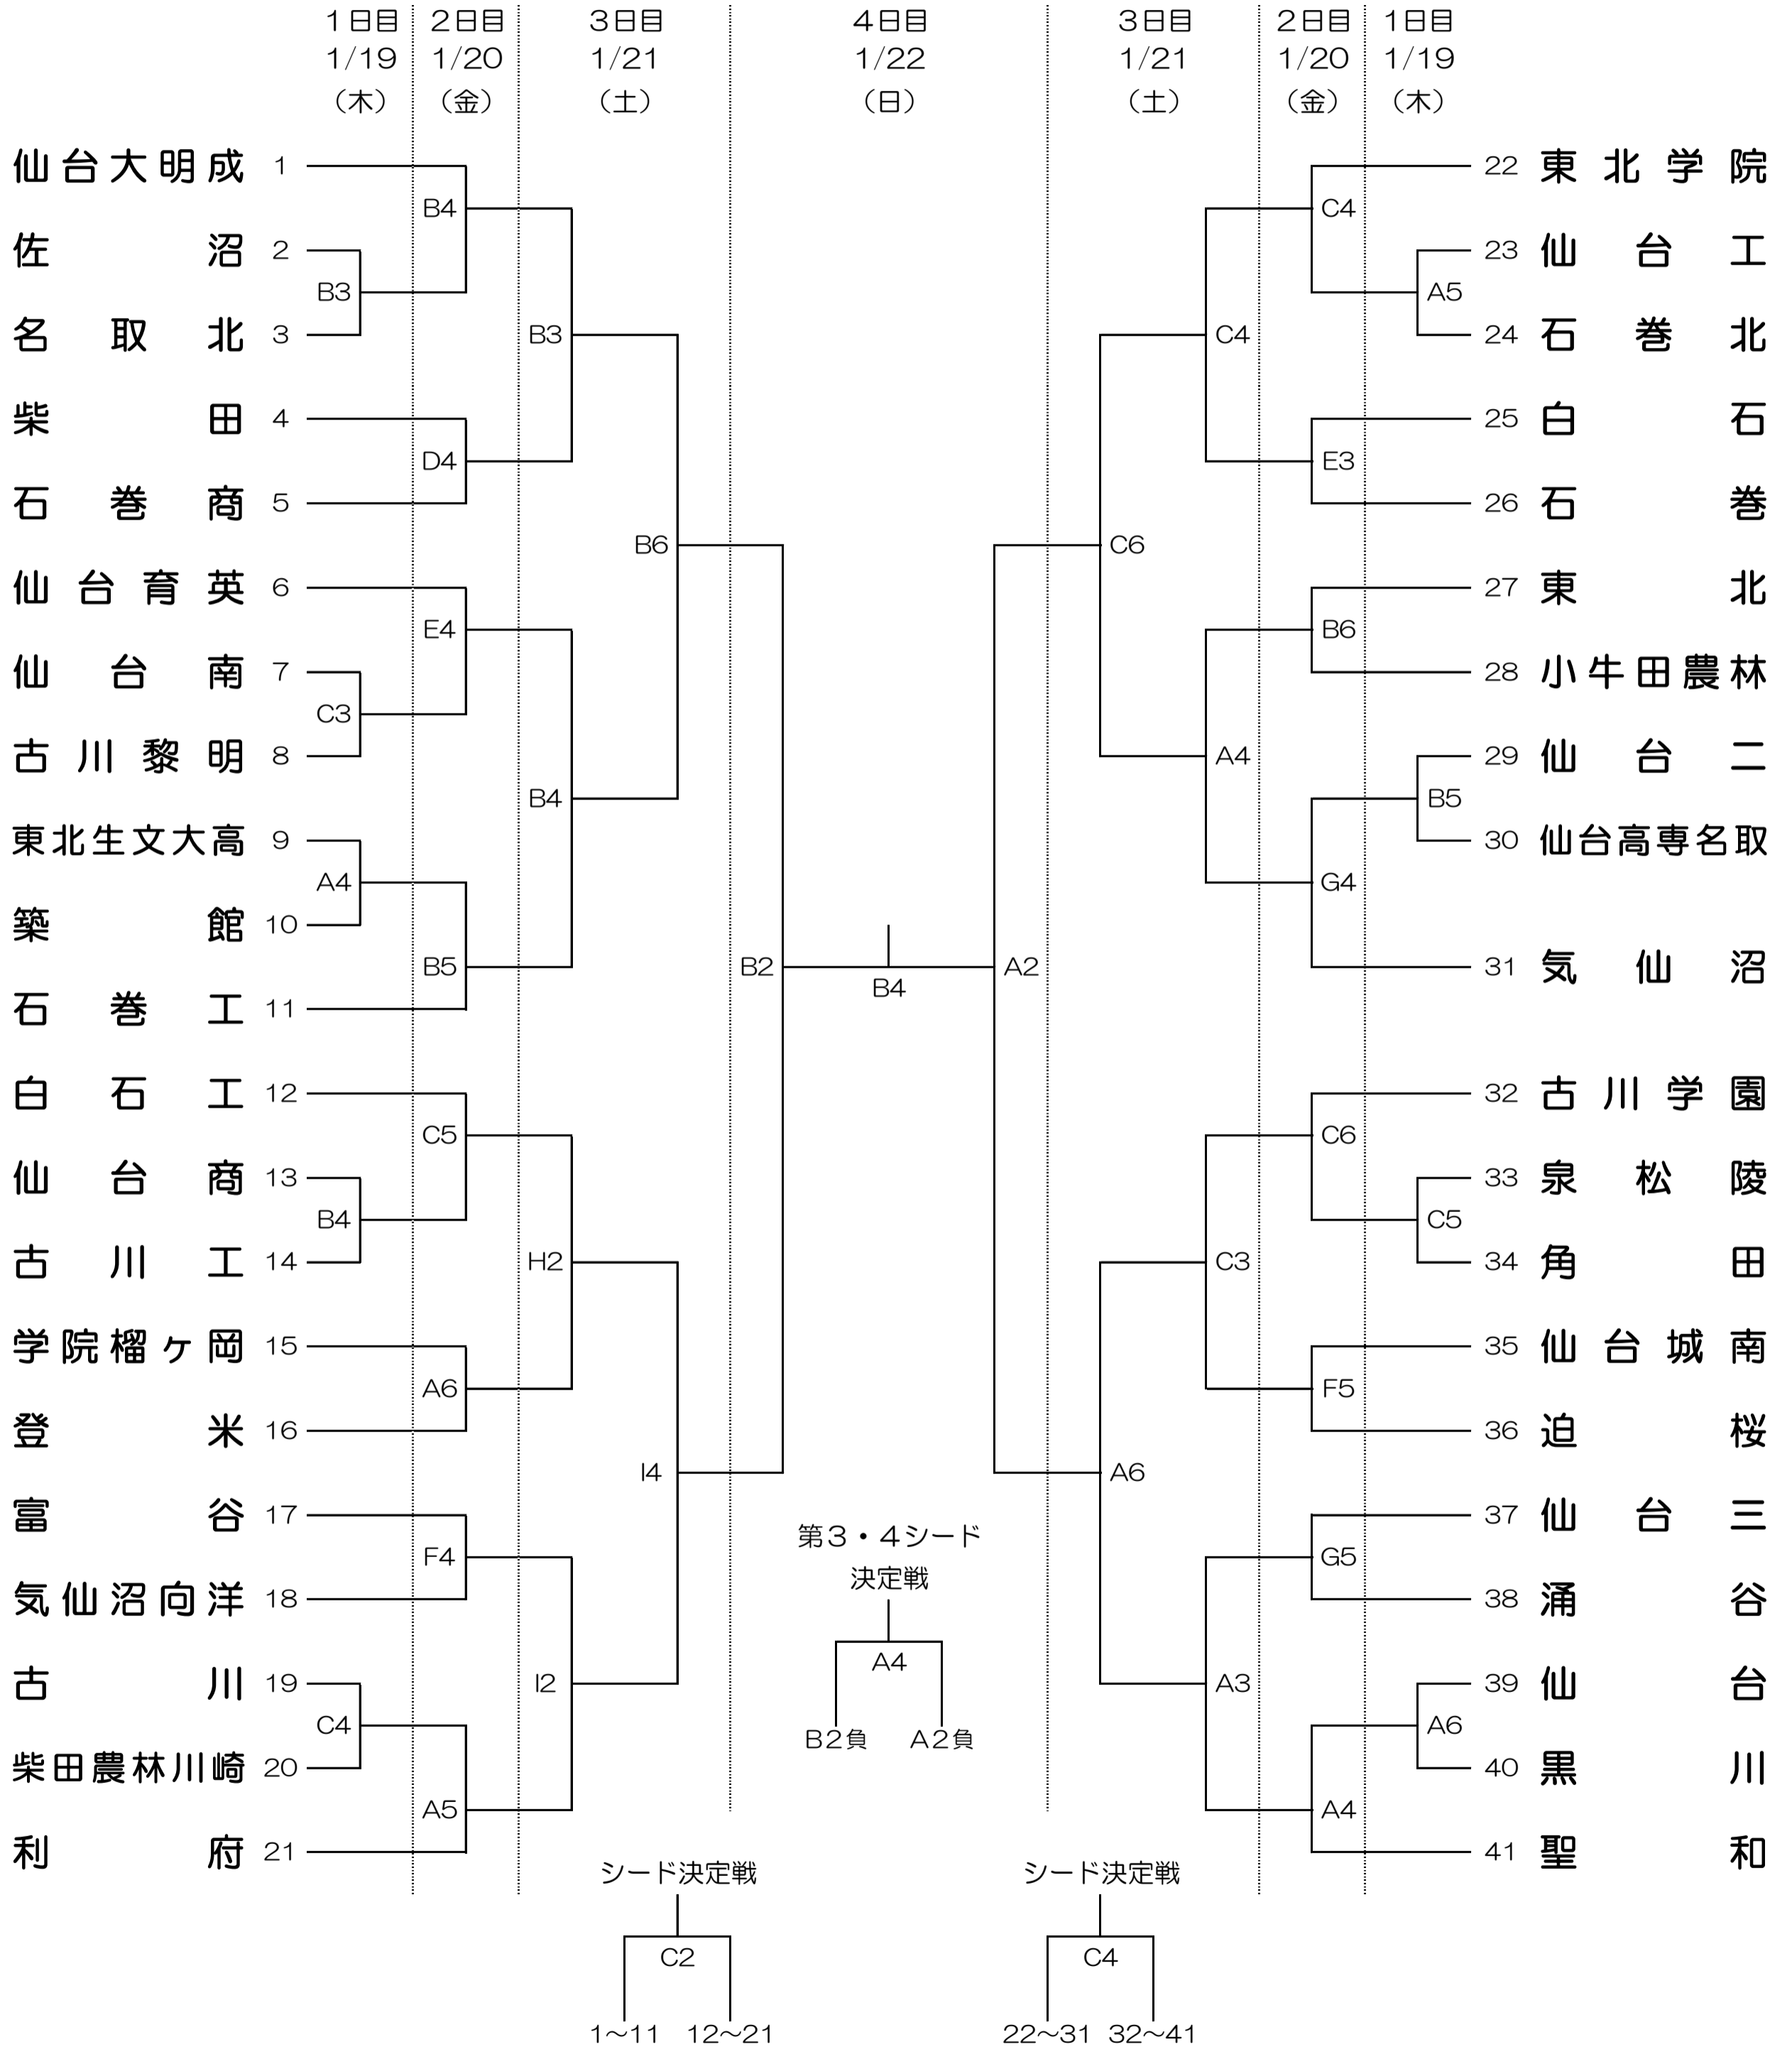 1日目 2日目 3日目 4日目 3日目 2日目 1日目
1/19 1/20 1/21 1/22 1/21 1/20 1/19
（木） （金） （土） （日） （土） （金） （木）
仙台大明成 1 22 東北学院
B4 C4
佐沼 2 23 仙台工
B3 A5
名取北 3 B3 C4 24 石巻北
柴田 4 25 白石
D4 E3
石巻商 5 26 石巻
B6 C6
仙台育英 6 27 東北
E4 B6
仙台南 7 28 小牛田農林
C3
古川黎明 8 A4 29 仙台二
B4 B5
東北生文大高 9 30 仙台高専名取
A4 G4
築館 10
B5 B2 A2 31 気仙沼
B4
石巻工 11
白石工 12 32 古川学園
C5 C6
仙台商 13 33 泉松陵
B4 C5
古川工 14 H2 C3 34 角田
学院榴ヶ岡 15 35 仙台城南
A6 F5
登米 16 36 迫桜
I4 A6
富谷 17 37 仙台三
第3・4シード
F4 G5
決定戦
気仙沼向洋 18 38 涌谷
A4
古川 19 I2 A3 39 仙台
C4 A6
B2負 A2負
柴田農林川崎 20 40 黒川
A5 A4
利府 21 41 聖和
シード決定戦 シード決定戦
C2 C4
1〜11 12〜21 22〜31 32〜41